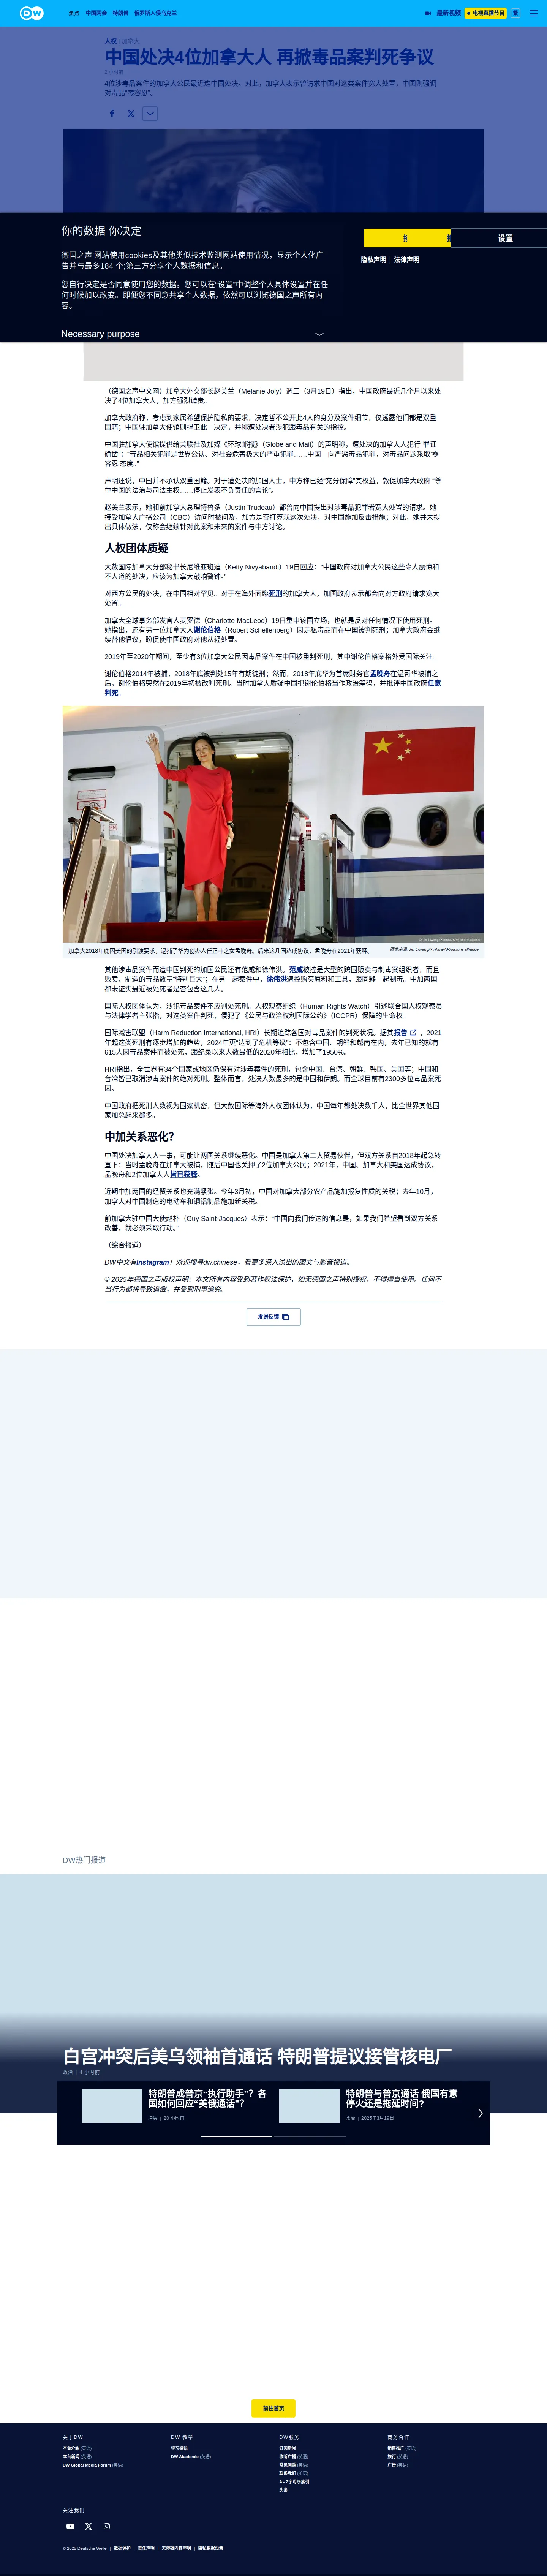 DW
焦点 中国两会 特朗普 俄罗斯入侵乌克兰 最新视频 电视直播节目 繁
人权 | 加拿大
中国处决4位加拿大人 再掀毒品案判死争议
2 小时前
4位涉毒品案件的加拿大公民最近遭中国处决。对此，加拿大表示曾请求中国对这类案件宽大处置，中国则强调
对毒品“零容忍”。
你的数据 你决定
德国之声'网站使用cookies及其他类似技术监测网站使用情况，显示个人化广
告并与最多184 个;第三方分享个人数据和信息。
您自行决定是否同意使用您的数据。您可以在“设置”中调整个人具体设置并在任
何时候加以改变。即便您不同意共享个人数据，依然可以浏览德国之声所有内
容。
设置
隐私声明 | 法律声明
Necessary purpose
（德国之声中文网）加拿大外交部长赵美兰（Melanie Joly）週三（3月19日）指出，中国政府最近几个月以来处
决了4位加拿大人，加方强烈谴责。
加拿大政府称，考虑到家属希望保护隐私的要求，决定暂不公开此4人的身分及案件细节，仅透露他们都是双重
国籍；中国驻加拿大使馆则捍卫此一决定，并称遭处决者涉犯跟毒品有关的指控。
中国驻加拿大使馆提供给美联社及加媒《环球邮报》（Globe and Mail）的声明称，遭处决的加拿大人犯行“罪证
确凿”：“毒品相关犯罪是世界公认、对社会危害极大的严重犯罪……中国一向严惩毒品犯罪，对毒品问题采取‘零
容忍’态度。”
声明还说，中国并不承认双重国籍。对于遭处决的加国人士，中方称已经“充分保障”其权益，敦促加拿大政府 “尊
重中国的法治与司法主权……停止发表不负责任的言论”。
赵美兰表示，她和前加拿大总理特鲁多（Justin Trudeau）都曾向中国提出对涉毒品犯罪者宽大处置的请求。她
接受加拿大广播公司（CBC）访问时被问及，加方是否打算就这次处决，对中国施加反击措施；对此，她并未提
出具体做法，仅称会继续针对此案和未来的案件与中方讨论。
人权团体质疑
大赦国际加拿大分部秘书长尼维亚班迪（Ketty Nivyabandi）19日回应：“中国政府对加拿大公民这些令人震惊和
不人道的处决，应该为加拿大敲响警钟。”
对西方公民的处决，在中国相对罕见。对于在海外面临死刑的加拿大人，加国政府表示都会向对方政府请求宽大
处置。
加拿大全球事务部发言人麦罗德（Charlotte MacLeod）19日重申该国立场，也就是反对任何情况下使用死刑。
她指出，还有另一位加拿大人谢伦伯格（Robert Schellenberg）因走私毒品而在中国被判死刑；加拿大政府会继
续替他倡议，盼促使中国政府对他从轻处置。
2019年至2020年期间，至少有3位加拿大公民因毒品案件在中国被重判死刑，其中谢伦伯格案格外受国际关注。
谢伦伯格2014年被捕，2018年底被判处15年有期徒刑；然而，2018年底华为首席财务官孟晚舟在温哥华被捕之
后，谢伦伯格突然在2019年初被改判死刑。当时加拿大质疑中国把谢伦伯格当作政治筹码，并批评中国政府任意
判死。
© Jin Liwang/Xinhua/AP/picture alliance
加拿大2018年底因美国的引渡要求，逮捕了华为创办人任正非之女孟晚舟。后来这几国达成协议，孟晚舟在2021年获释。
图像来源: Jin Liwang/Xinhua/AP/picture alliance
其他涉毒品案件而遭中国判死的加国公民还有范威和徐伟洪。范威被控是大型的跨国贩卖与制毒案组织者，而且
贩卖、制造的毒品数量“特别巨大”；在另一起案件中，徐伟洪遭控购买原料和工具，跟同夥一起制毒。中加两国
都未证实最近被处死者是否包含这几人。
国际人权团体认为，涉犯毒品案件不应判处死刑。人权观察组织（Human Rights Watch）引述联合国人权观察员
与法律学者主张指，对这类案件判死，侵犯了《公民与政治权利国际公约》（ICCPR）保障的生命权。
国际减害联盟（Harm Reduction International, HRI）长期追踪各国对毒品案件的判死状况。据其报告，2021
年起这类死刑有逐步增加的趋势，2024年更“达到了危机等级”：不包含中国、朝鲜和越南在内，去年已知的就有
615人因毒品案件而被处死，跟纪录以来人数最低的2020年相比，增加了1950%。
HRI指出，全世界有34个国家或地区仍保有对涉毒案件的死刑，包含中国、台湾、朝鲜、韩国、美国等；中国和
台湾皆已取消涉毒案件的绝对死刑。整体而言，处决人数最多的是中国和伊朗。而全球目前有2300多位毒品案死
囚。
中国政府把死刑人数视为国家机密，但大赦国际等海外人权团体认为，中国每年都处决数千人，比全世界其他国
家加总起来都多。
中加关系恶化？
中国处决加拿大人一事，可能让两国关系继续恶化。中国是加拿大第二大贸易伙伴，但双方关系自2018年起急转
直下：当时孟晚舟在加拿大被捕，随后中国也关押了2位加拿大公民；2021年，中国、加拿大和美国达成协议，
孟晚舟和2位加拿大人皆已获释。
近期中加两国的经贸关系也充满紧张。今年3月初，中国对加拿大部分农产品施加报复性质的关税；去年10月，
加拿大对中国制造的电动车和钢铝制品施加新关税。
前加拿大驻中国大使赵朴（Guy Saint-Jacques）表示：“中国向我们传达的信息是，如果我们希望看到双方关系
改善，就必须采取行动。”
（综合报道）
DW中文有Instagram！欢迎搜寻dw.chinese，看更多深入浅出的图文与影音报道。
© 2025年德国之声版权声明：本文所有内容受到著作权法保护，如无德国之声特别授权，不得擅自使用。任何不
当行为都将导致追偿，并受到刑事追究。
发送反馈
DW热门报道
白宫冲突后美乌领袖首通话 特朗普提议接管核电厂
政治 | 4 小时前
特朗普成普京“执行助手”？各
国如何回应“美俄通话”？
冲突 | 20 小时前
特朗普与普京通话 俄国有意
停火还是拖延时间?
政治 | 2025年3月19日
前往首页
关于DW
本台介绍 (英语)
本台新闻 (英语)
DW Global Media Forum (英语)
DW 教學
学习德语
DW Akademie (英语)
DW服务
订阅新闻
收听广播 (英语)
常见问题 (英语)
联系我们 (英语)
A - Z字母排索引
头条
商务合作
销售推广 (英语)
旅行 (英语)
广告 (英语)
关注我们
© 2025 Deutsche Welle | 数据保护 | 责任声明 | 无障碍内容声明 | 隐私数据设置